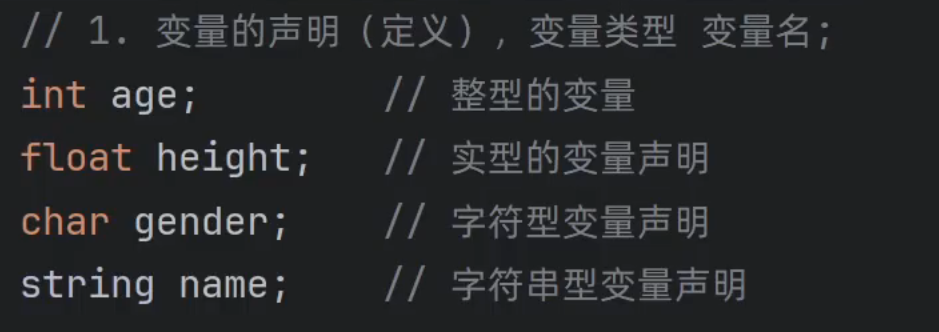 // 1. 变量的声明（定义）, 变量类型 变量名;
int age;        // 整型的变量
float height;   // 实型的变量声明
char gender;    // 字符型变量声明
string name;    // 字符串型变量声明